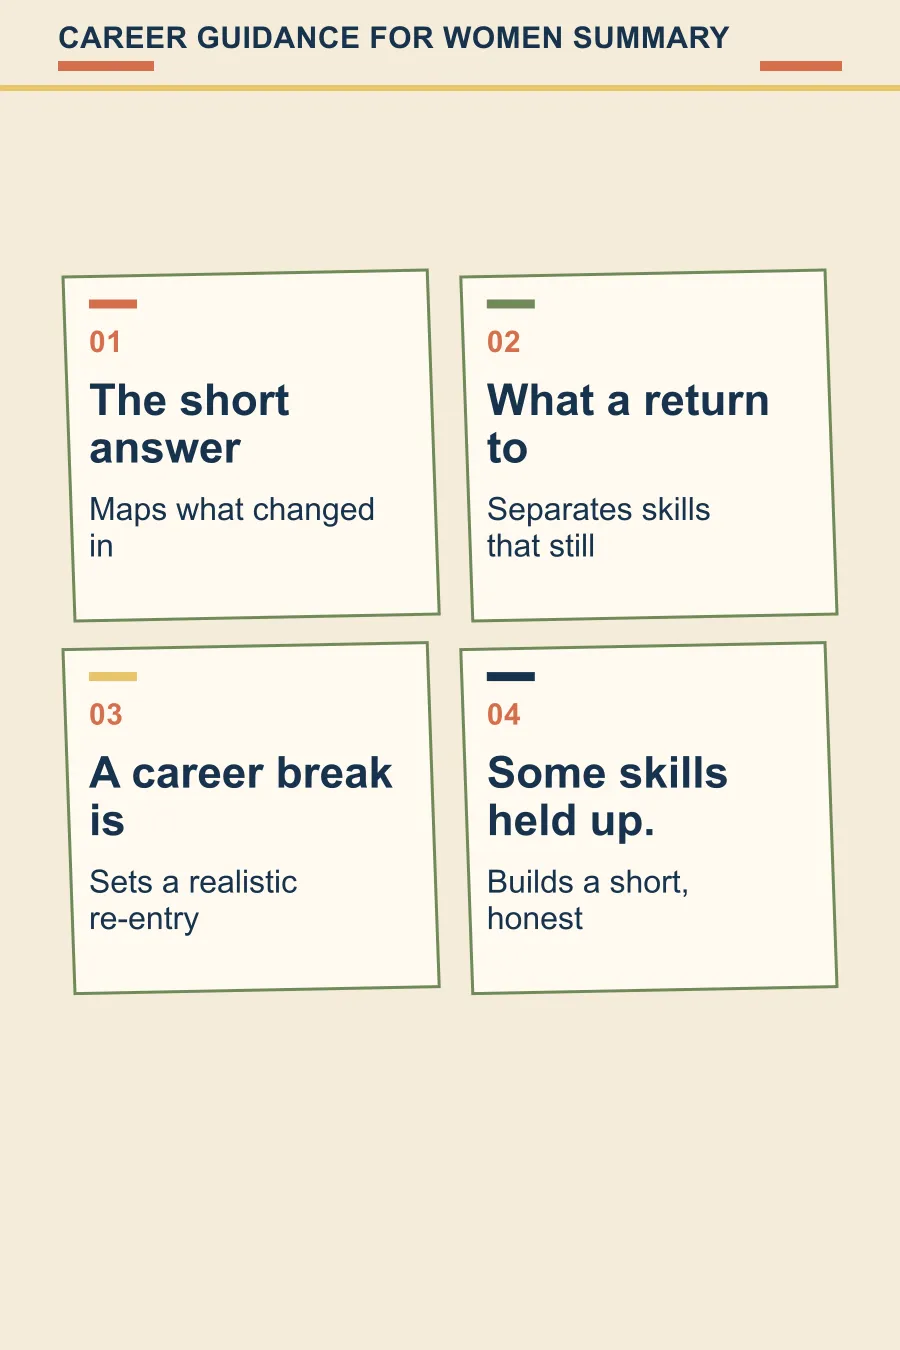 CAREER GUIDANCE FOR WOMEN SUMMARY
01
The short
answer
Maps what changed
in
02
What a return
to
Separates skills
that still
03
A career break
is
Sets a realistic
re-entry
04
Some skills
held up.
Builds a short,
honest